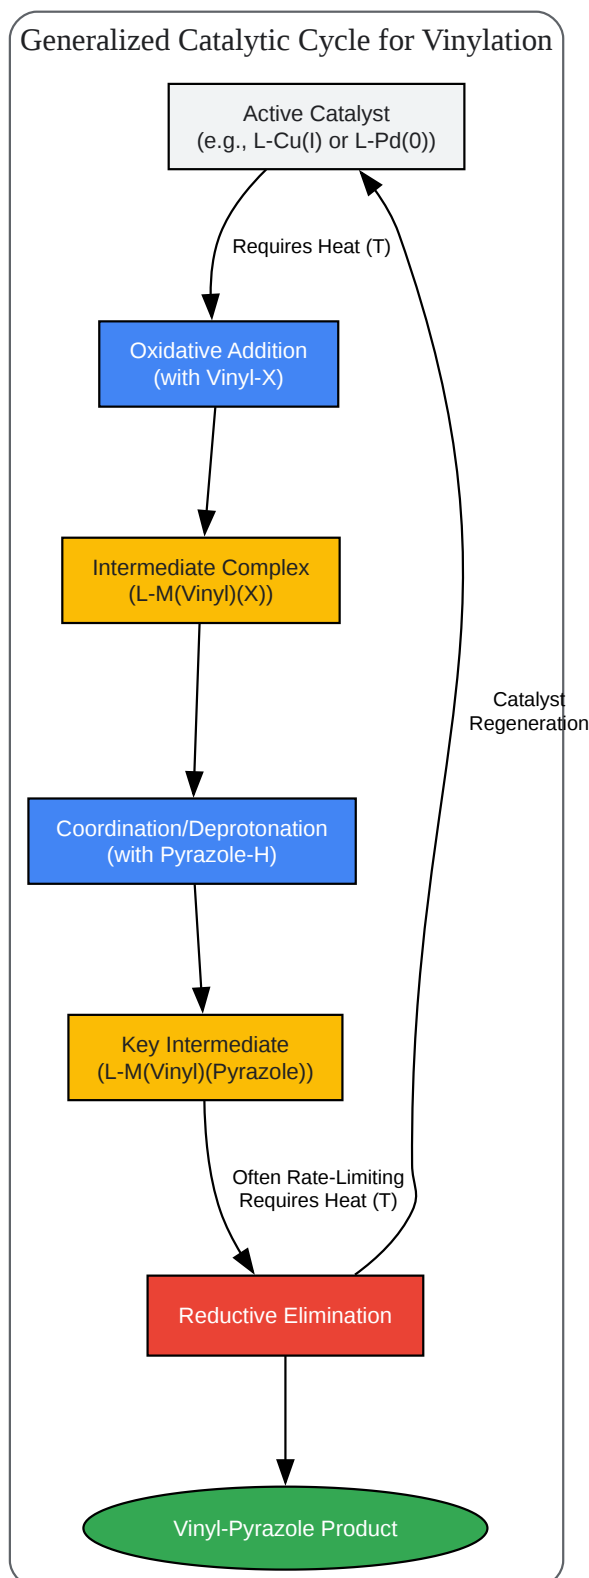 Generalized Catalytic Cycle for Vinylation
Active Catalyst
(e.g., L-Cu(I) or L-Pd(0))
Requires Heat (T)
Oxidative Addition
(with Vinyl-X)
Intermediate Complex
(L-M(Vinyl)(X))
Catalyst
Regeneration
Coordination/Deprotonation
(with Pyrazole-H)
Key Intermediate
(L-M(Vinyl)(Pyrazole))
Often Rate-Limiting
Requires Heat (T)
Reductive Elimination
Vinyl-Pyrazole Product